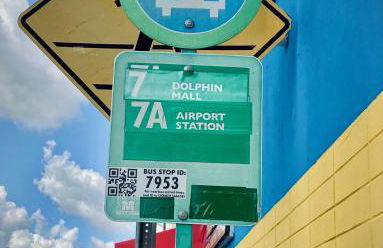 7 DOLPHIN
MALL
7A AIRPORT
STATION
BUS STOP ID:
7953